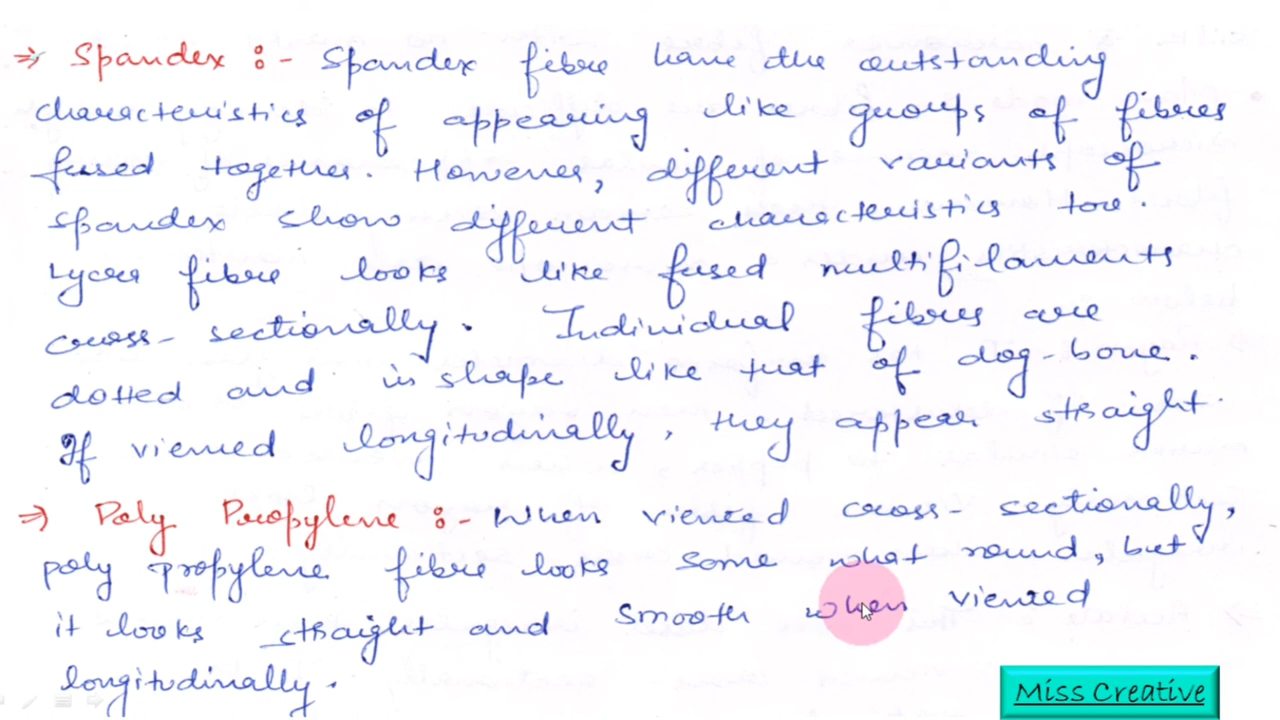 ⇒ Spandex :- Spandex fibre have the outstanding
characteristics of appearing like groups of fibres
fused together. However, different variants of
spandex show different characteristics too.
Lycra fibre looks like fused multifilaments
cross-sectionally. Individual fibres are
dotted and in shape like that of dog-bone.
If viewed longitudinally, they appear straight.
⇒ Poly Propylene :- When viewed cross-sectionally,
poly propylene fibre looks some what round, but
it looks straight and smooth when viewed
longitudinally.
Miss Creative